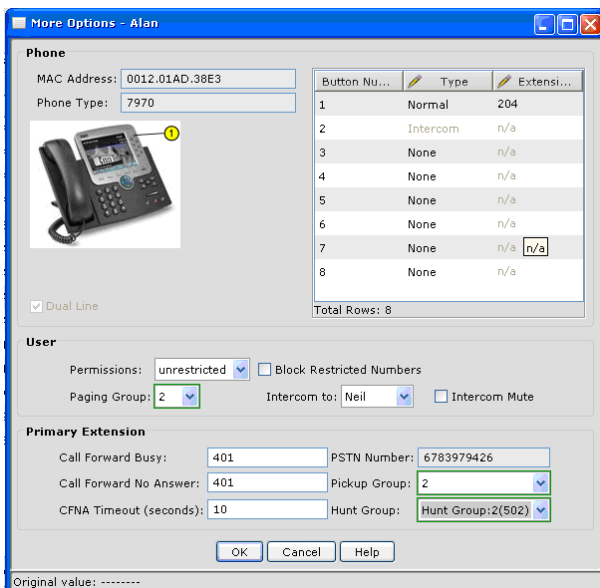 More Options - Alan
Phone
MAC Address: 0012.01AD.38E3
Phone Type: 7970
1
Dual Line
Button Nu... Type Extensi...
1 Normal 204
2 Intercom n/a
3 None n/a
4 None n/a
5 None n/a
6 None n/a
7 None n/a n/a
8 None n/a
Total Rows: 8
User
Permissions: unrestricted Block Restricted Numbers
Paging Group: 2 Intercom to: Neil Intercom Mute
Primary Extension
Call Forward Busy: 401 PSTN Number: 6783979426
Call Forward No Answer: 401 Pickup Group: 2
CFNA Timeout (seconds): 10 Hunt Group: Hunt Group:2(502)
OK Cancel Help
Original value: --------